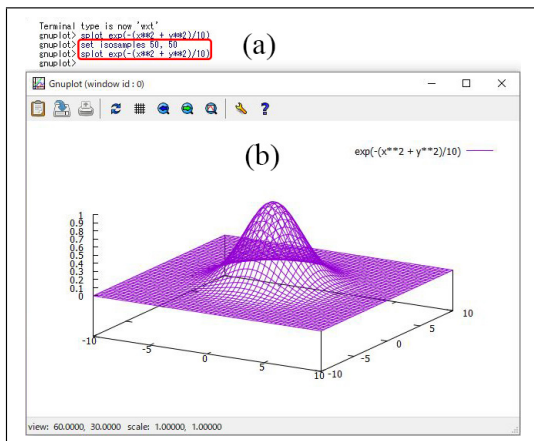 Terminal type is now 'wxt'
gnuplot> splot exp(-(x**2 + y**2)/10)
gnuplot> set isosamples 50, 50
gnuplot> splot exp(-(x**2 + y**2)/10)
gnuplot>
(a)
Gnuplot (window id : 0)
(b)
exp(-(x**2 + y**2)/10)
1
0.9
0.8
0.7
0.6
0.5
0.4
0.3
0.2
0.1
0
-10
-5
0
5
10
-10
-5
0
5
10
view: 60.0000, 30.0000 scale: 1.00000, 1.00000